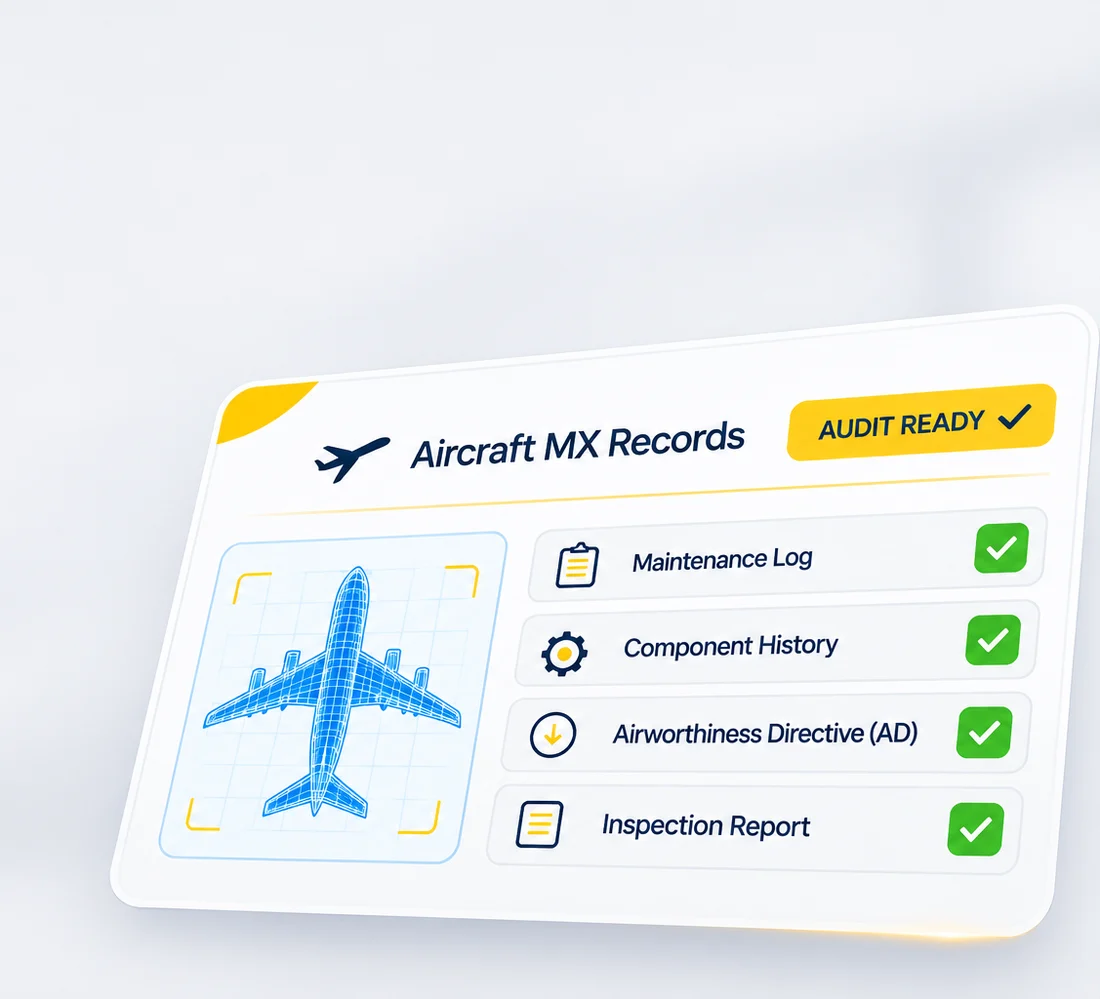 Aircraft MX Records
AUDIT READY
Maintenance Log
Component History
Airworthiness Directive (AD)
Inspection Report